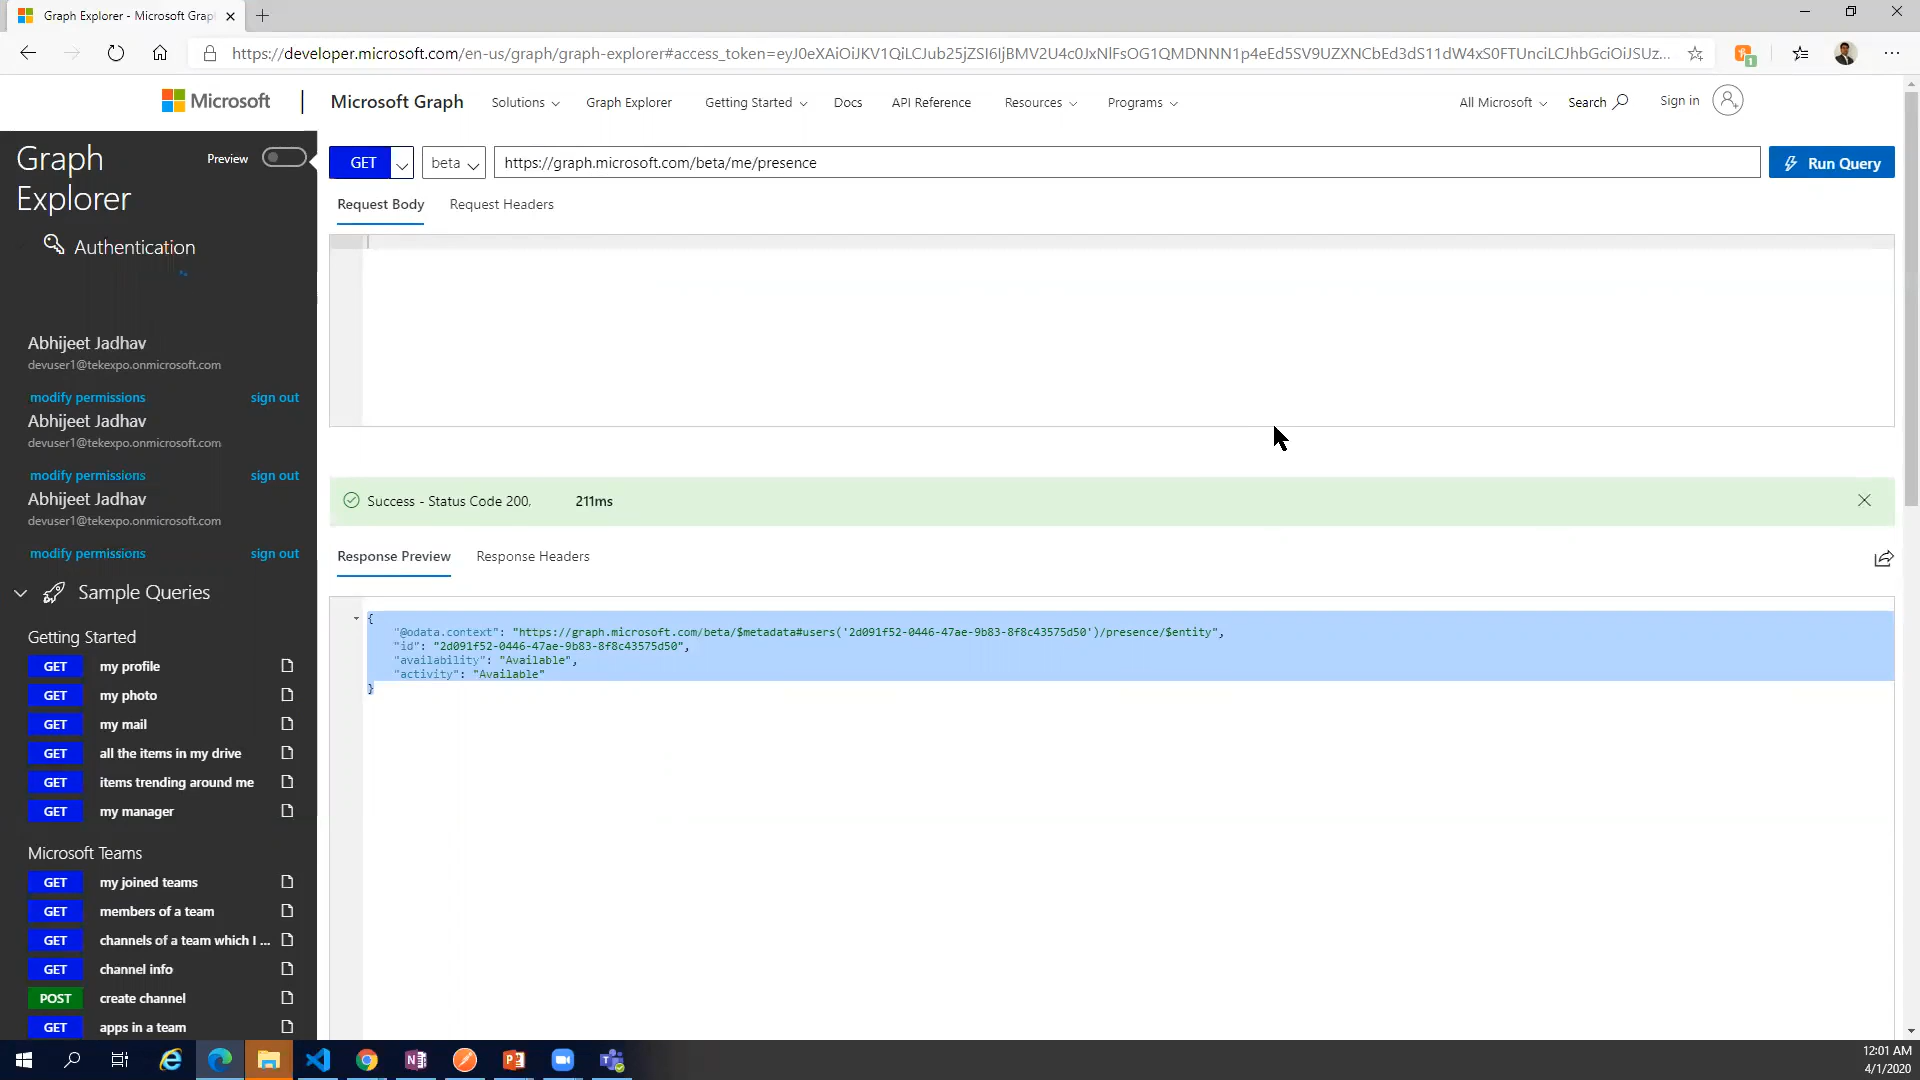 Graph Explorer - Microsoft Grap
https://developer.microsoft.com/en-us/graph/graph-explorer#access_token=
1
Microsoft
Microsoft Graph
Solutions
Graph Explorer
Getting Started
Docs
API Reference
Resources
Programs
All Microsoft
Search
Sign in
Graph
Explorer
Preview
Authentication
Abhijeet Jadhav
devuser1@tekexpo.onmicrosoft.com
modify permissions
sign out
Abhijeet Jadhav
devuser1@tekexpo.onmicrosoft.com
modify permissions
sign out
Abhijeet Jadhav
devuser1@tekexpo.onmicrosoft.com
modify permissions
sign out
Sample Queries
Getting Started
GET my profile
GET my photo
GET my mail
GET all the items in my drive
GET items trending around me
GET my manager
Microsoft Teams
GET my joined teams
GET members of a team
GET channels of a team which I ...
GET channel info
POST create channel
GET apps in a team
GET
beta
https://graph.microsoft.com/beta/me/presence
Run Query
Request Body
Request Headers
Success - Status Code 200, 211ms
Response Preview
Response Headers
{
"@odata.context": "https://graph.microsoft.com/beta/$metadata#users('2d091f52-0446-47ae-9b83-8f8c43575d50')/presence/$entity",
"id": "2d091f52-0446-47ae-9b83-8f8c43575d50",
"availability": "Available",
"activity": "Available"
}
12:01 AM
4/1/2020